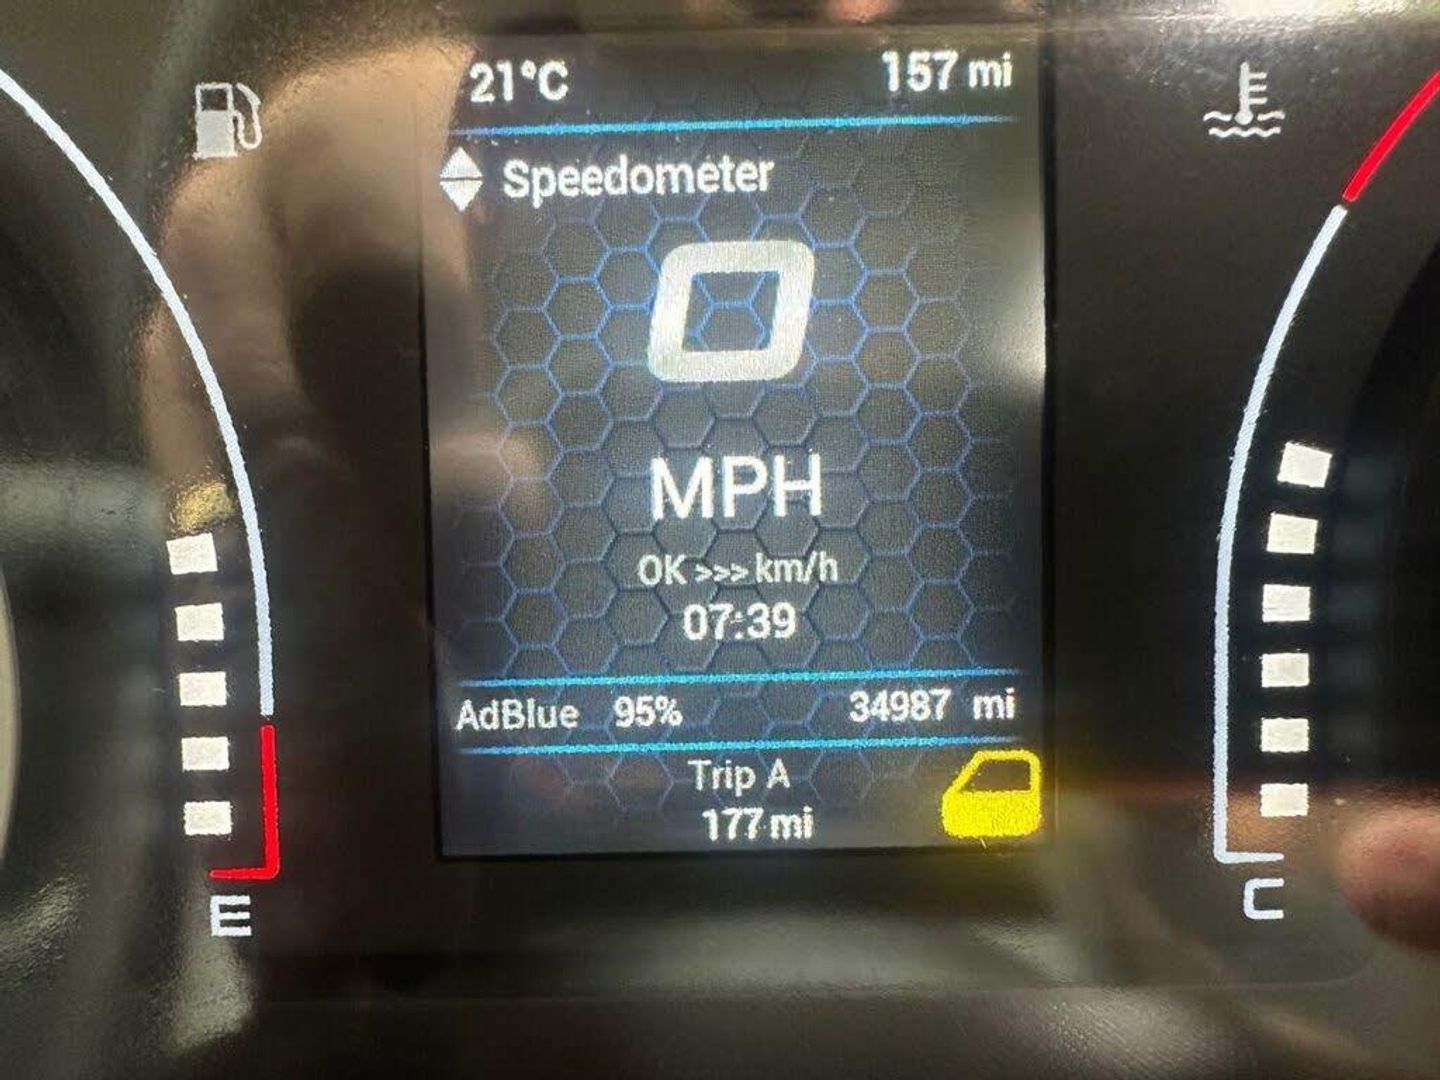 21°C 157 mi
Speedometer
0
MPH
OK >>> km/h
07:39
AdBlue 95% 34987 mi
Trip A
177 mi
E
C